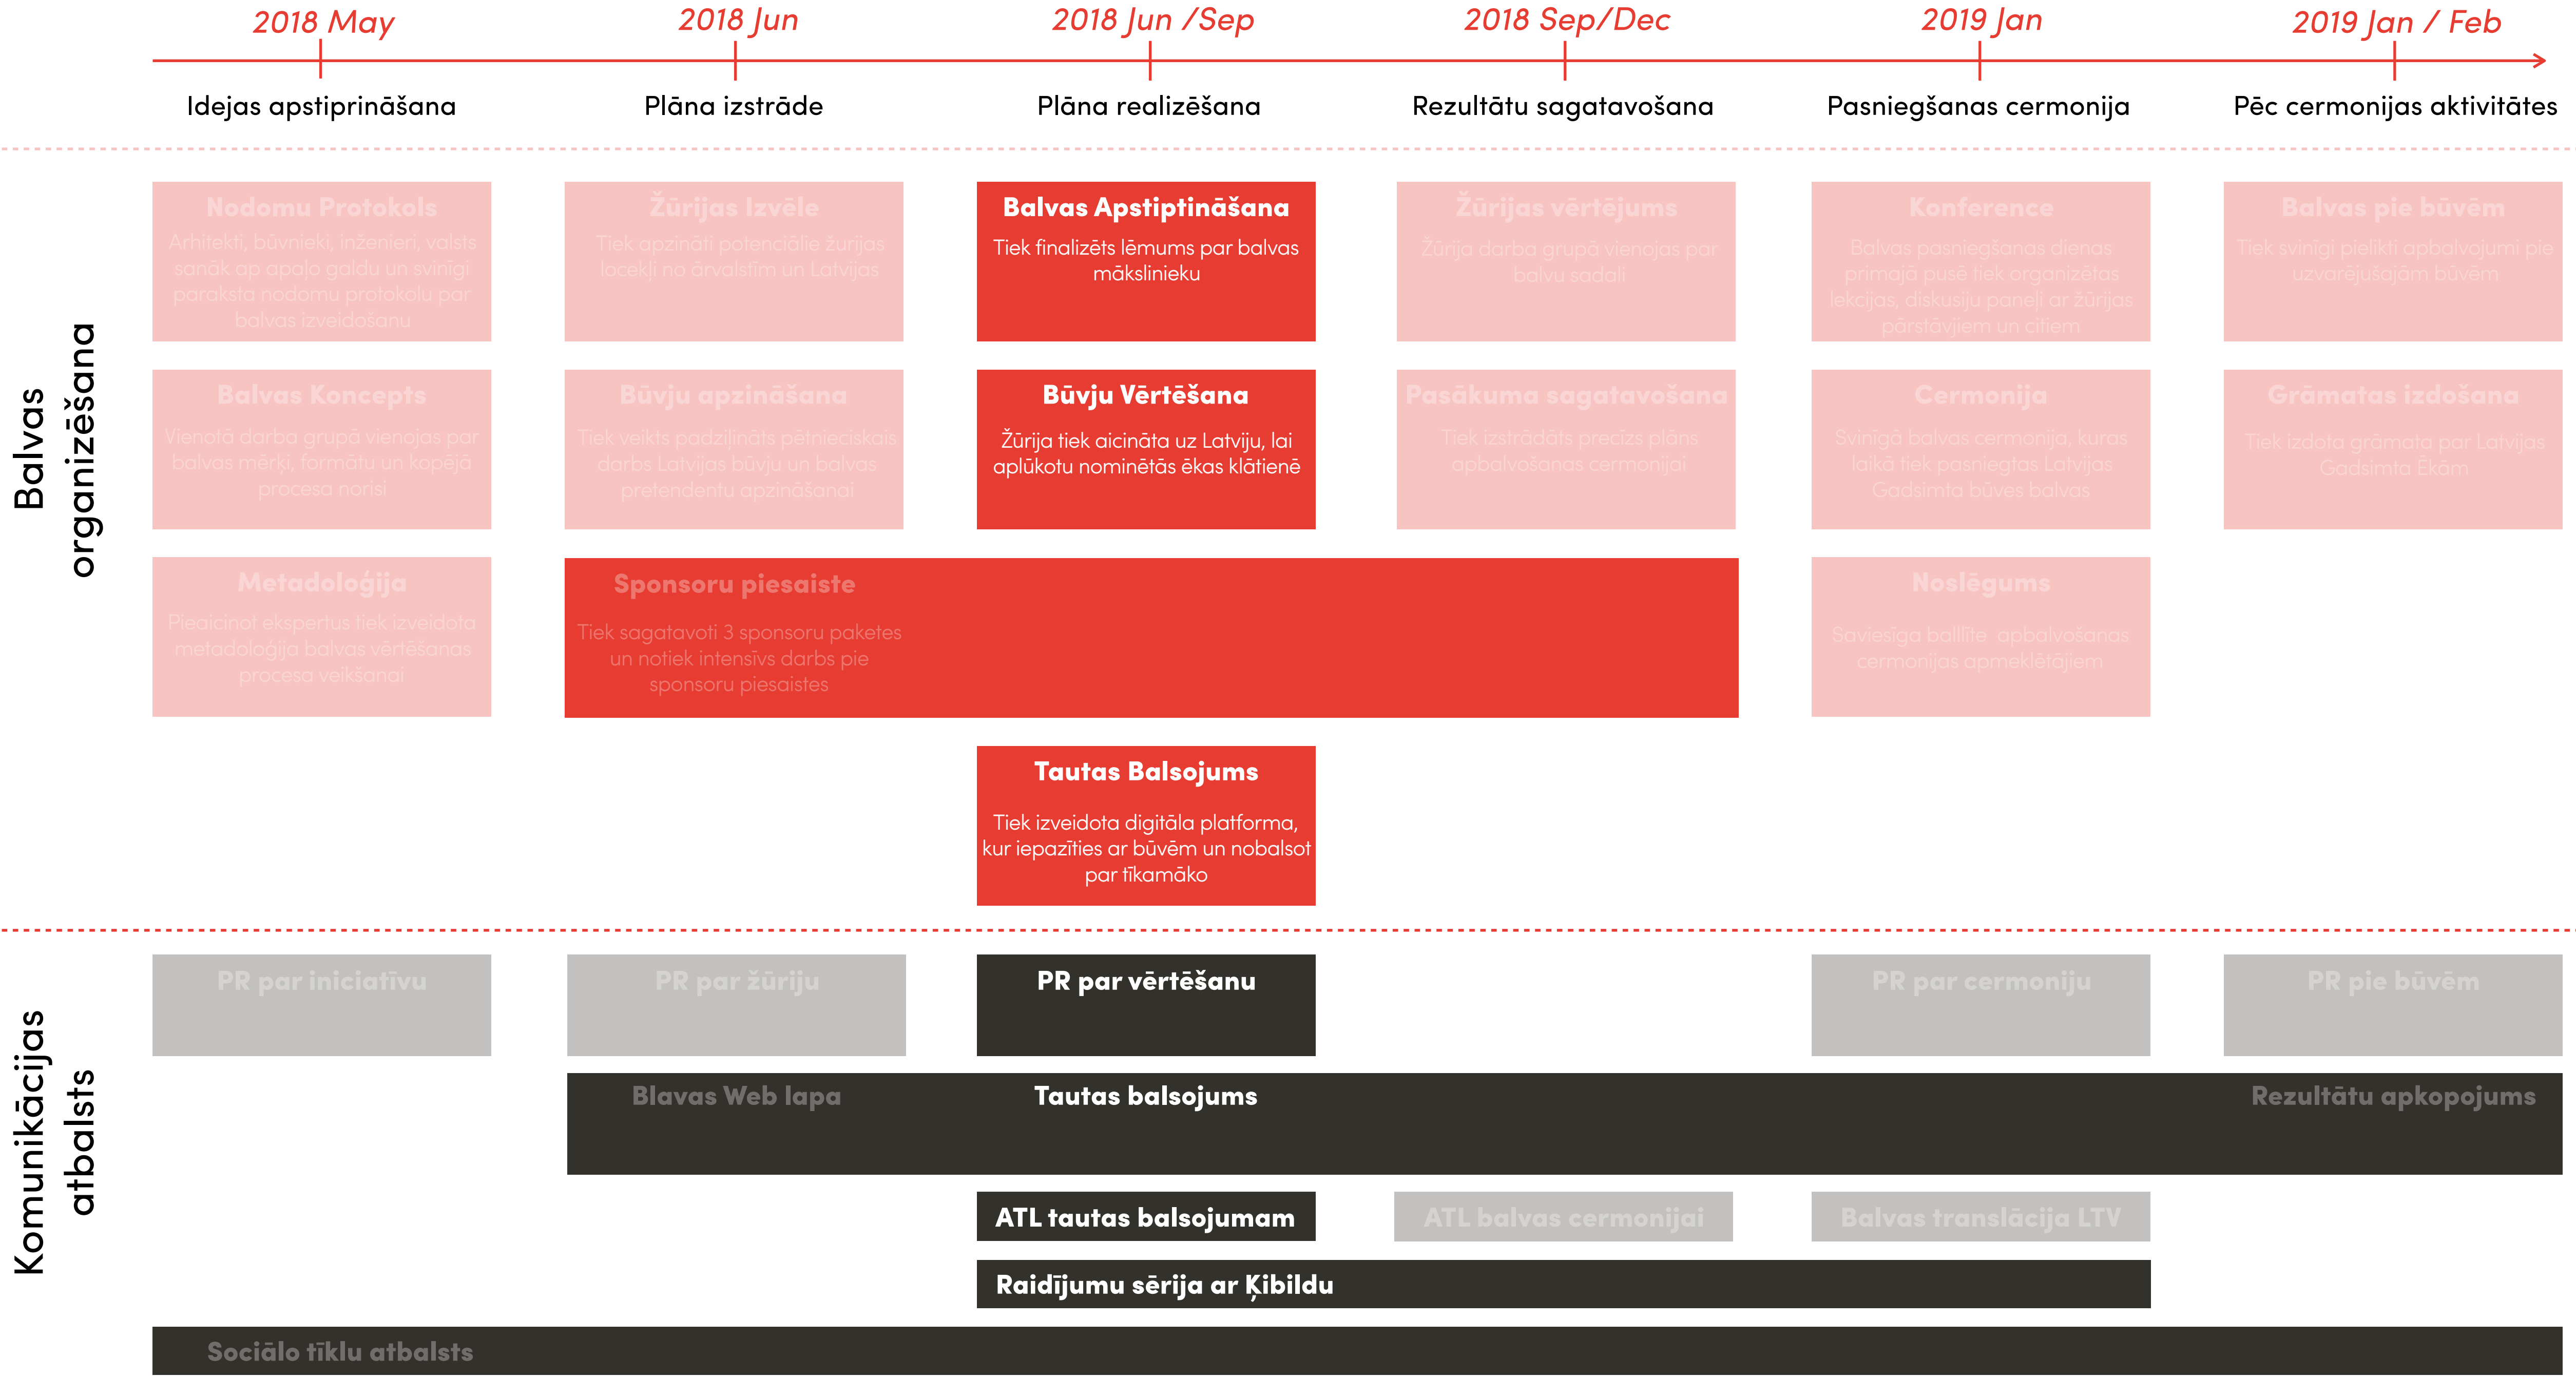 2018 May
2018 Jun
2018 Jun /Sep
2018 Sep/Dec
2019 Jan
2019 Jan / Feb
Idejas apstiprināšana
Plāna izstrāde
Plāna realizēšana
Rezultātu sagatavošana
Pasniegšanas cermonija
Pēc cermonijas aktivitātes
Balvas
organizēšana
Nodomu Protokols
Arhitekti, būvnieki, inženieri, valsts
sanāk ap apaļo galdu un svinīgi
paraksta nodomu protokolu par
balvas izveidošanu
Žūrijas Izvēle
Tiek apzināti potenciālie žurijas
locekļi no ārvalstīm un Latvijas
Balvas Apstiptināšana
Tiek finalizēts lēmums par balvas
mākslinieku
Žūrijas vērtējums
Žūrija darba grupā vienojas par
balvu sadali
Konference
Balvas pasniegšanas dienas
pirmajā pusē tiek organizētas
lekcijas, diskusiju paneļi ar žūrijas
pārstāvjiem un citiem
Balvas pie būvēm
Tiek svinīgi pielikti apbalvojumi pie
uzvarējušajām būvēm
Balvas Koncepts
Vienotā darba grupā vienojas par
balvas mērķi, formātu un kopējā
procesa norisi
Būvju apzināšana
Tiek veikts padziļināts pētnieciskais
darbs Latvijas būvju un balvas
pretendentu apzināšanai
Būvju Vērtēšana
Žūrija tiek aicināta uz Latviju, lai
aplūkotu nominētās ēkas klātienē
Pasākuma sagatavošana
Tiek izstrādāts precīzs plāns
apbalvošanas cermonijai
Cermonija
Svinīgā balvas cermonija, kuras
laikā tiek pasniegtas Latvijas
Gadsimta būves balvas
Grāmatas izdošana
Tiek izdota grāmata par Latvijas
Gadsimta Ēkām
Metadoloģija
Pieaicinot ekspertus tiek izveidota
metadoloģija balvas vērtēšanas
procesa veikšanai
Sponsoru piesaiste
Tiek sagatavoti 3 sponsoru paketes
un notiek intensīvs darbs pie
sponsoru piesaistes
Noslēgums
Saviesīga balllīte apbalvošanas
cermonijas apmeklētājiem
Tautas Balsojums
Tiek izveidota digitāla platforma,
kur iepazīties ar būvēm un nobalsot
par tīkamāko
Komunikācijas
atbalsts
PR par iniciatīvu
PR par žūriju
PR par vērtēšanu
PR par cermoniju
PR pie būvēm
Blavas Web lapa
Tautas balsojums
Rezultātu apkopojums
ATL tautas balsojumam
ATL balvas cermonijai
Balvas translācija LTV
Raidījumu sērija ar Ķibildu
Sociālo tīklu atbalsts